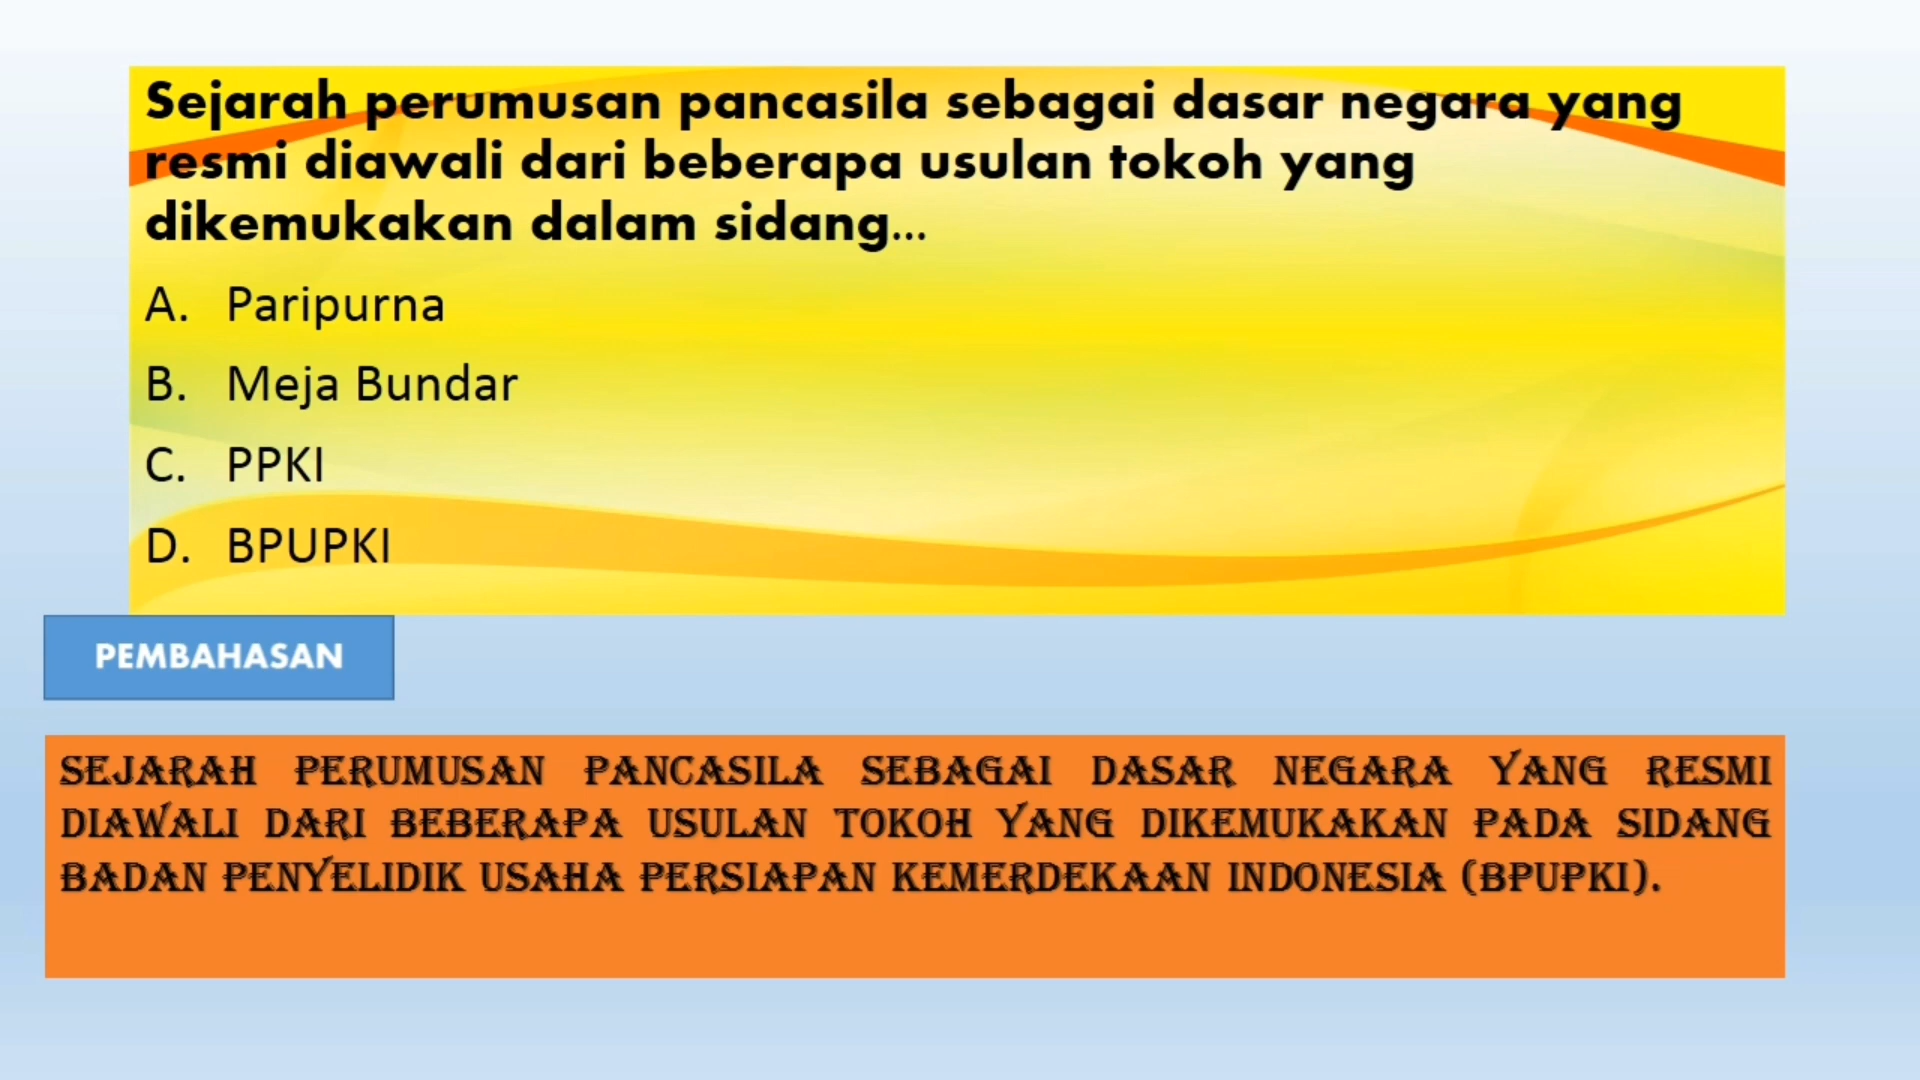 Sejarah perumusan pancasila sebagai dasar negara yang
resmi diawali dari beberapa usulan tokoh yang
dikemukakan dalam sidang...
A. Paripurna
B. Meja Bundar
C. PPKI
D. BPUPKI
PEMBAHASAN
SEJARAH PERUMUSAN PANCASILA SEBAGAI DASAR NEGARA YANG RESMI
DIAWALI DARI BEBERAPA USULAN TOKOH YANG DIKEMUKAKAN PADA SIDANG
BADAN PENYELIDIK USAHA PERSIAPAN KEMERDEKAAN INDONESIA (BPUPKI).